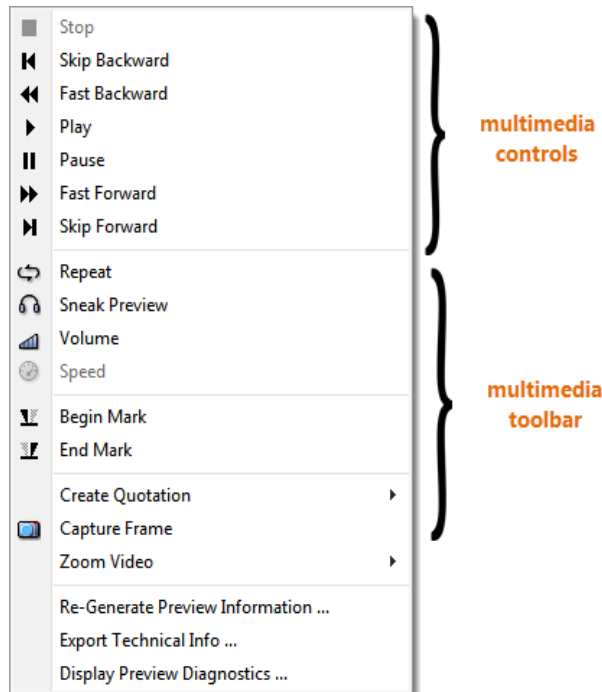 Stop
Skip Backward
Fast Backward
Play
Pause
Fast Forward
Skip Forward
multimedia
controls
Repeat
Sneak Preview
Volume
Speed
Begin Mark
End Mark
Create Quotation
Capture Frame
Zoom Video
multimedia
toolbar
Re-Generate Preview Information ...
Export Technical Info ...
Display Preview Diagnostics ...